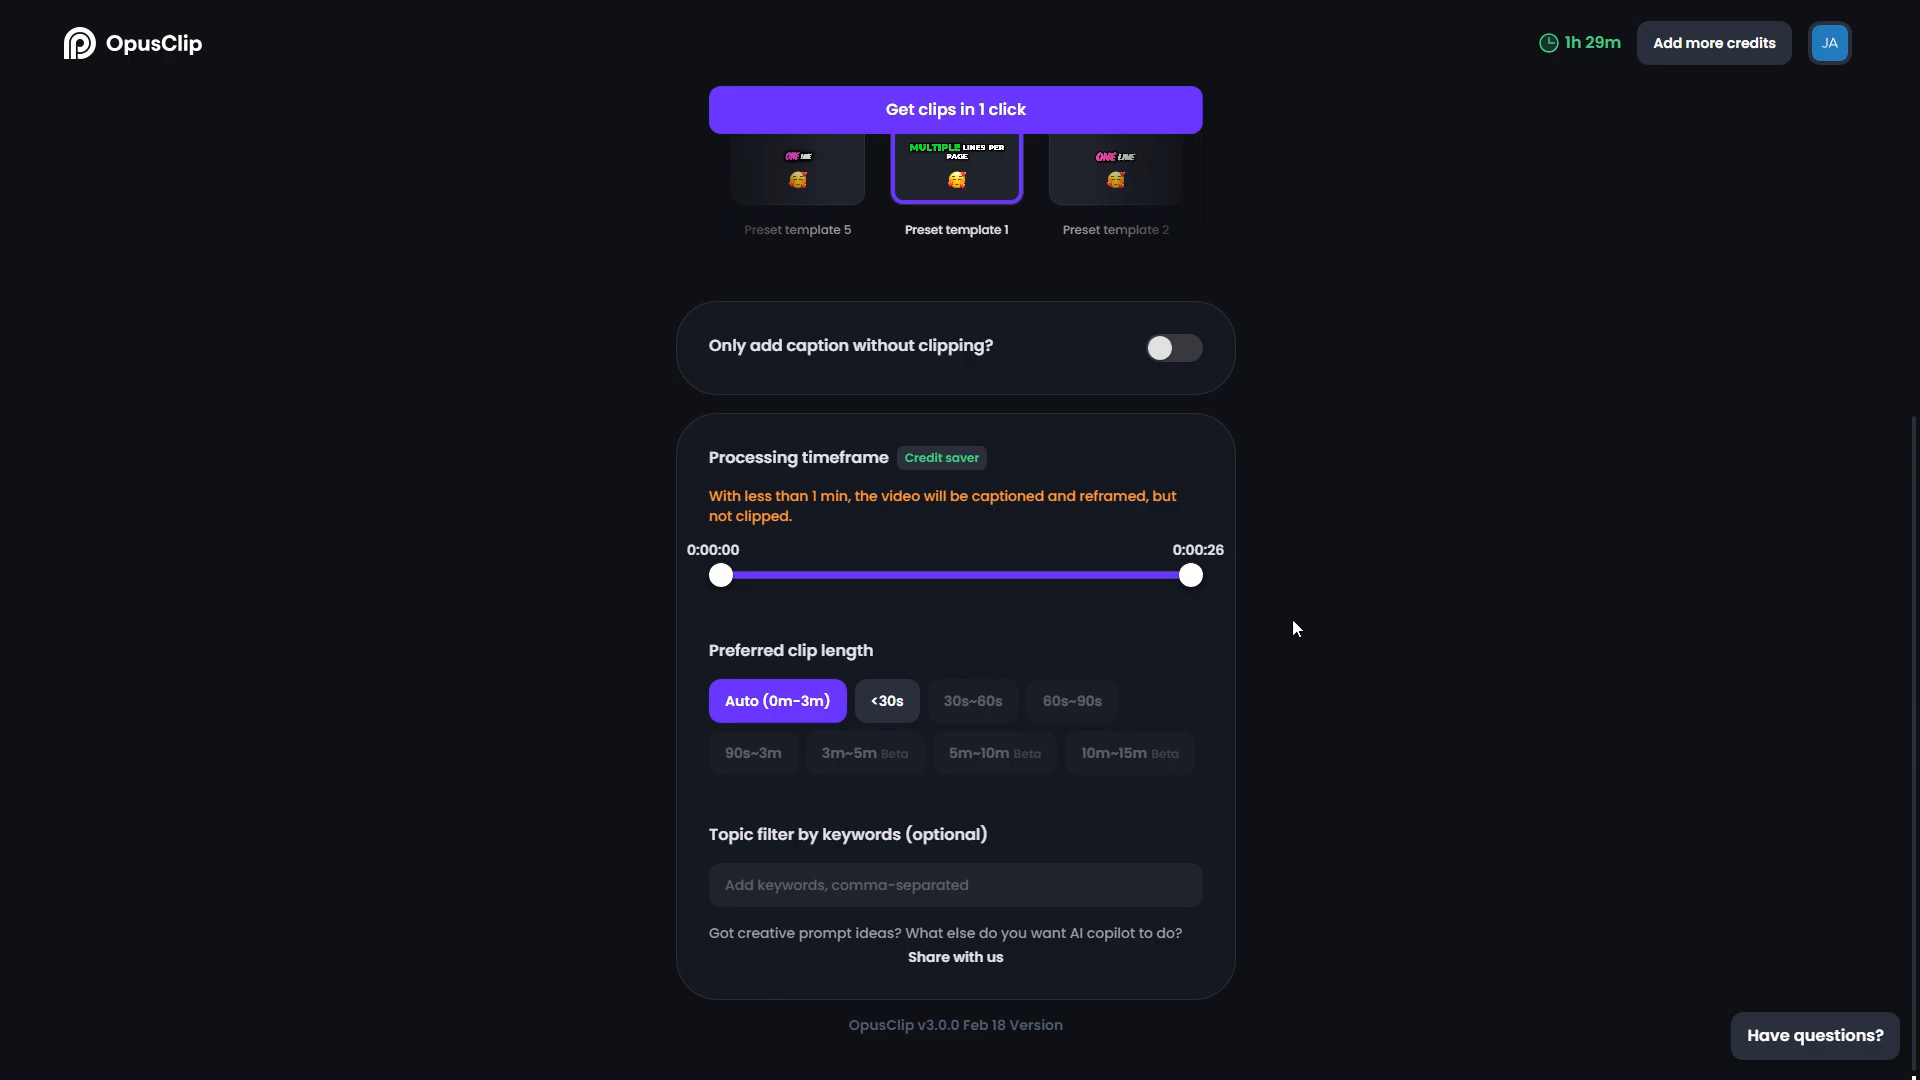 OpusClip
1h 29m
Add more credits
JA
Get clips in 1 click
ONE LINE
MULTIPLE LINES PER
PAGE
ONE LINE
Preset template 5
Preset template 1
Preset template 2
Only add caption without clipping?
Processing timeframe
Credit saver
With less than 1 min, the video will be captioned and reframed, but
not clipped.
0:00:00
0:00:26
Preferred clip length
Auto (0m-3m)
<30s
30s~60s
60s~90s
90s~3m
3m~5m Beta
5m~10m Beta
10m~15m Beta
Topic filter by keywords (optional)
Add keywords, comma-separated
Got creative prompt ideas? What else do you want AI copilot to do?
Share with us
OpusClip v3.0.0 Feb 18 Version
Have questions?